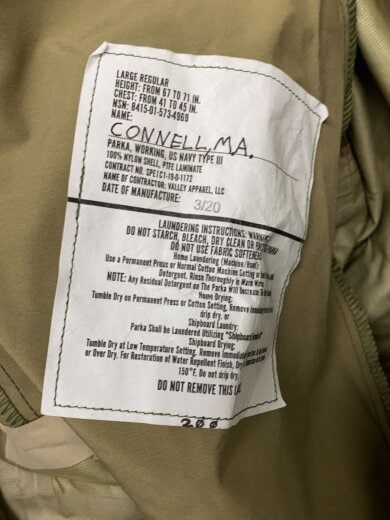 LARGE REGULAR
HEIGHT: FROM 67 TO 71 IN.
CHEST: FROM 41 TO 45 IN.
NSN: 8415-01-573-4969
NAME:
CONNELL, MA.
PARKA, WORKING, US NAVY TYPE III
100% NYLON SHELL, PTFE LAMINATE
CONTRACT NO. SPE1C1-19-D-1172
NAME OF CONTRACTOR: VALLEY APPAREL, LLC
DATE OF MANUFACTURE: 3/20
LAUNDERING INSTRUCTIONS:
DO NOT STARCH, BLEACH, DRY CLEAN OR
DO NOT USE FABRIC SOFTENER
Home Laundering (Machine/Hand):
Use a Permanent Press or Normal Cotton Machine Setting or
Detergent. Rinse Thoroughly in Warm Water.
NOTE: Any Residual Detergent on The Parka Will
Home Drying:
Tumble Dry on Permanent Press or Cotton Setting, Remove
drip dry. or
Shipboard Laundry:
Parka Shall be Laundered Utilizing "Shipboard
Shipboard Drying:
Tumble Dry at Low Temperature Setting, Remove Immediately
or Over Dry. For Restoration of Water Repellent Finish, Dry
150°F. Do not drip dry.
DO NOT REMOVE THIS
200